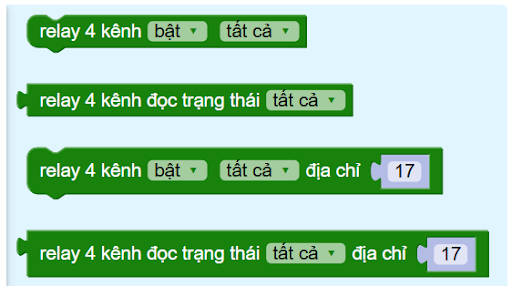 relay 4 kênh bật tất cả
relay 4 kênh đọc trạng thái tất cả
relay 4 kênh bật tất cả địa chỉ 17
relay 4 kênh đọc trạng thái tất cả địa chỉ 17